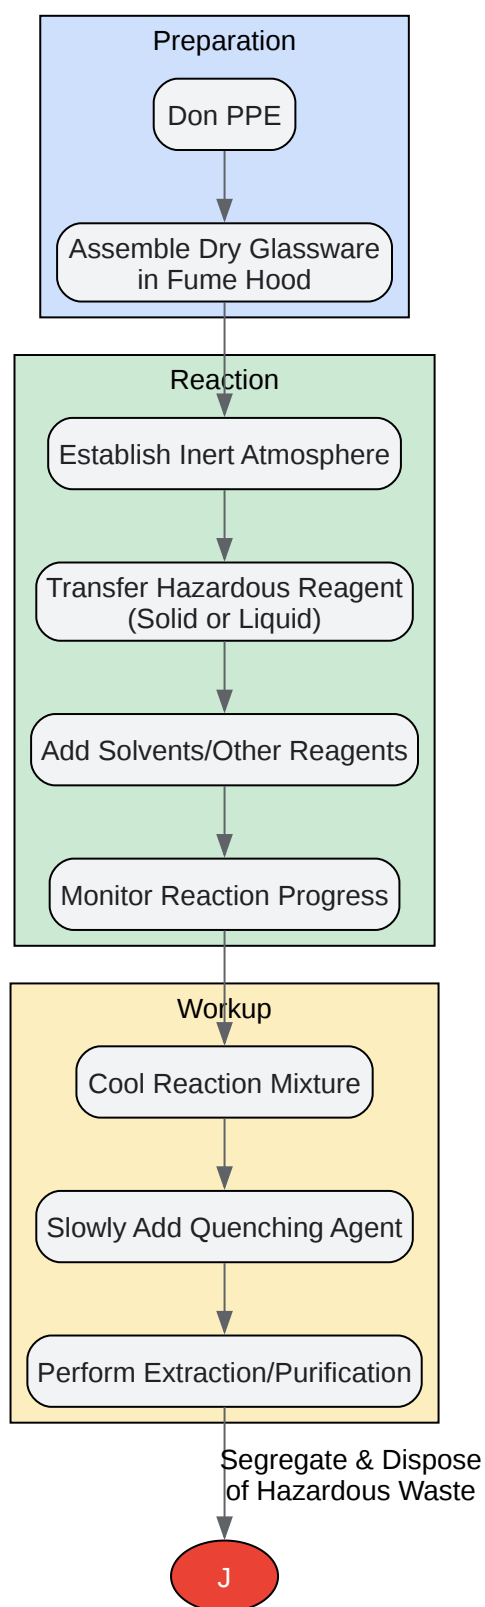 Preparation
Don PPE
Assemble Dry Glassware
in Fume Hood
Reaction
Establish Inert Atmosphere
Transfer Hazardous Reagent
(Solid or Liquid)
Add Solvents/Other Reagents
Monitor Reaction Progress
Workup
Cool Reaction Mixture
Slowly Add Quenching Agent
Perform Extraction/Purification
Segregate & Dispose
of Hazardous Waste
J